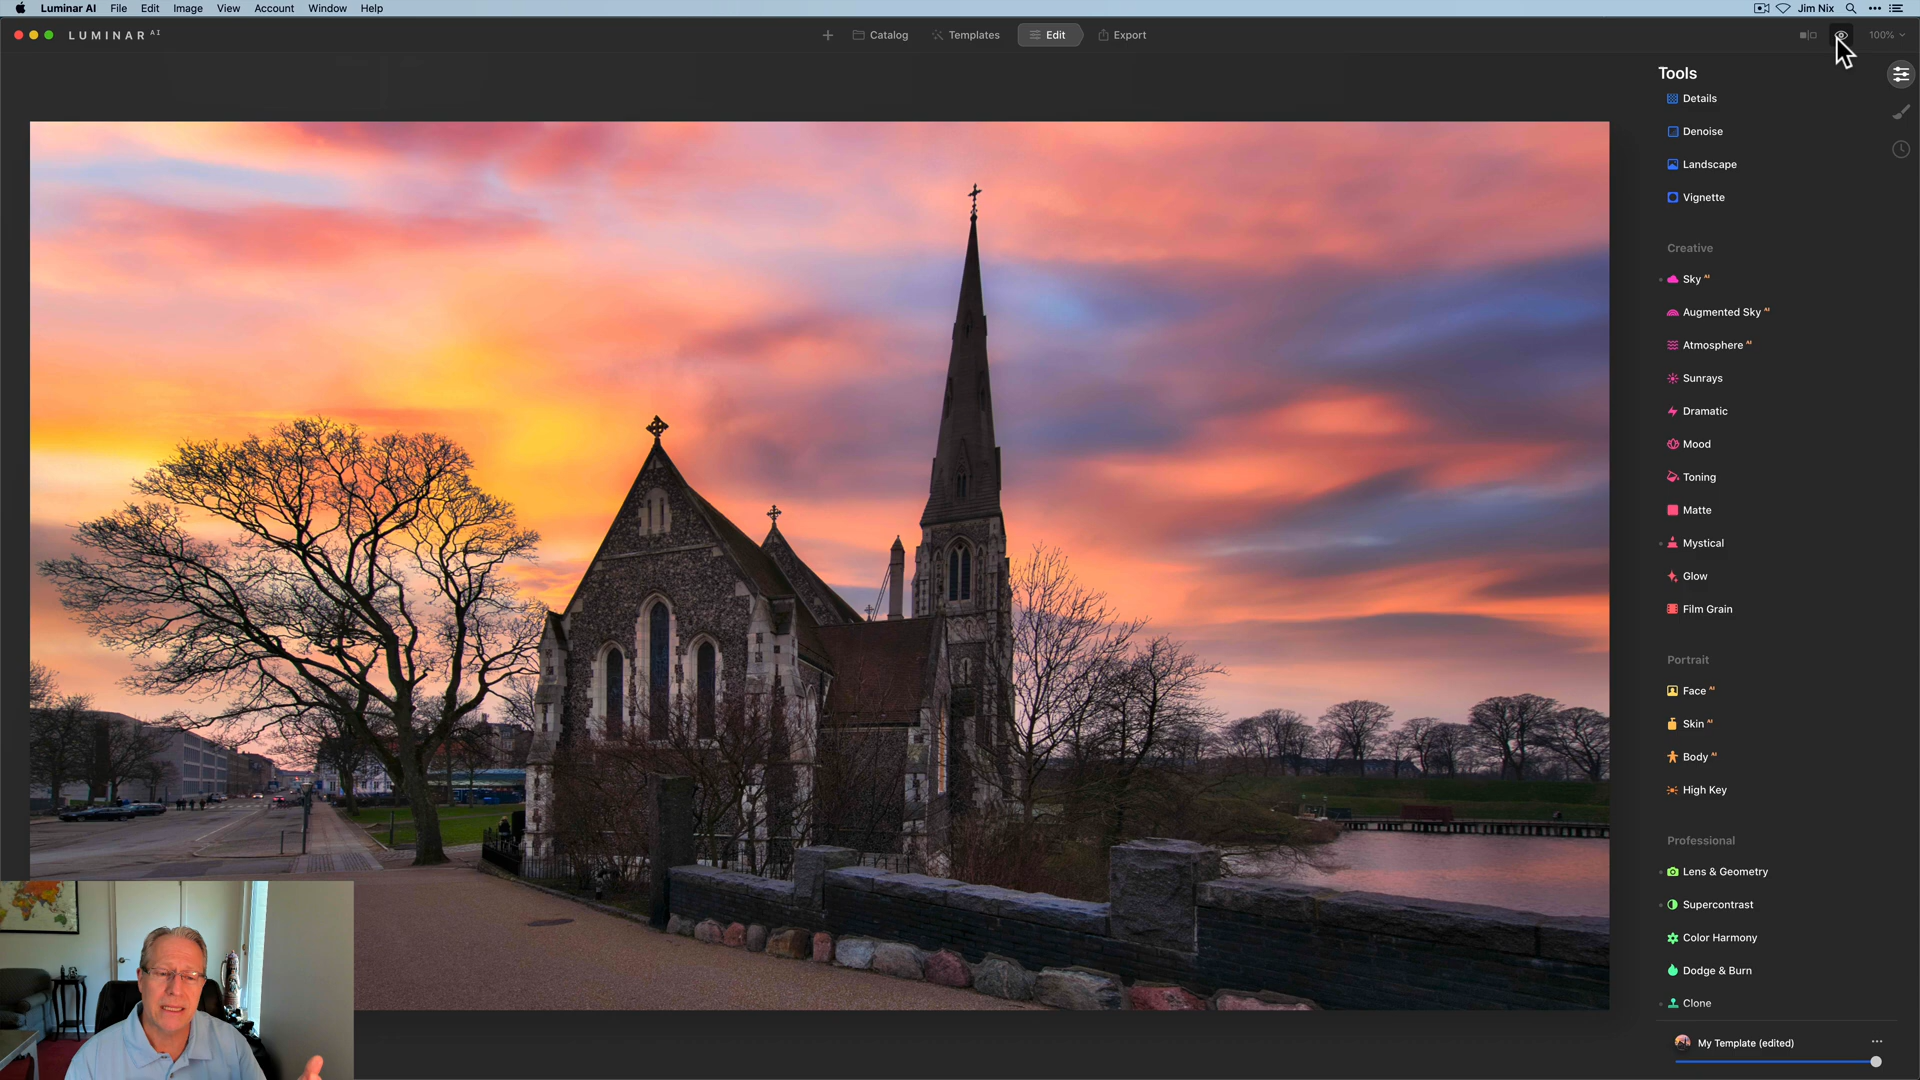 Luminar AI File Edit Image View Account Window Help Jim Nix
LUMINAR AI
Catalog Templates Edit Export 100%
Tools
Details
Denoise
Landscape
Vignette
Creative
Sky AI
Augmented Sky AI
Atmosphere AI
Sunrays
Dramatic
Mood
Toning
Matte
Mystical
Glow
Film Grain
Portrait
Face AI
Skin AI
Body AI
High Key
Professional
Lens & Geometry
Supercontrast
Color Harmony
Dodge & Burn
Clone
My Template (edited)